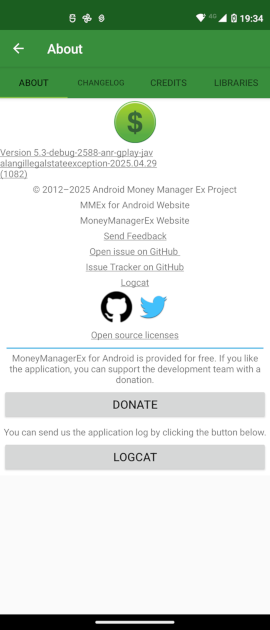 4G 19:34
About
ABOUT CHANGELOG CREDITS LIBRARIES
$
Version 5.3-debug-2588-anr-gplay-jav
alangillegalstateexception-2025.04.29
(1082)
© 2012–2025 Android Money Manager Ex Project
MMEX for Android Website
MoneyManagerEx Website
Send Feedback
Open issue on GitHub
Issue Tracker on GitHub
Logcat
Open source licenses
MoneyManagerEx for Android is provided for free. If you like
the application, you can support the development team with a
donation.
DONATE
You can send us the application log by clicking the button below.
LOGCAT